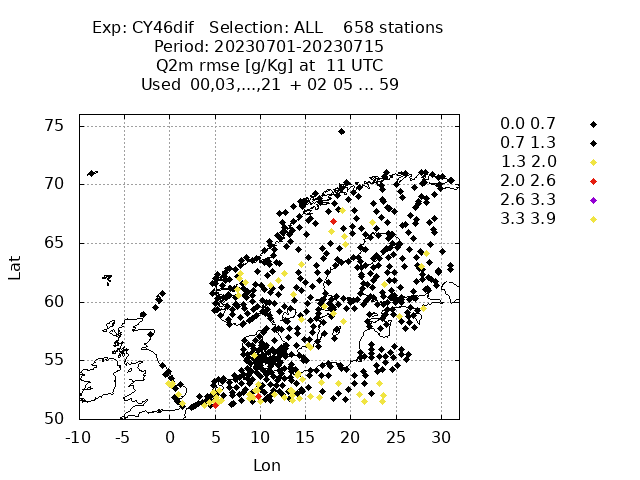 Exp: CY46dif Selection: ALL 658 stations
Period: 20230701-20230715
Q2m rmse [g/Kg] at 11 UTC
Used 00,03,...,21 + 02 05 ... 59
0.0 0.7
0.7 1.3
1.3 2.0
2.0 2.6
2.6 3.3
3.3 3.9
75
70
65
60
55
50
Lat
-10 -5 0 5 10 15 20 25 30
Lon